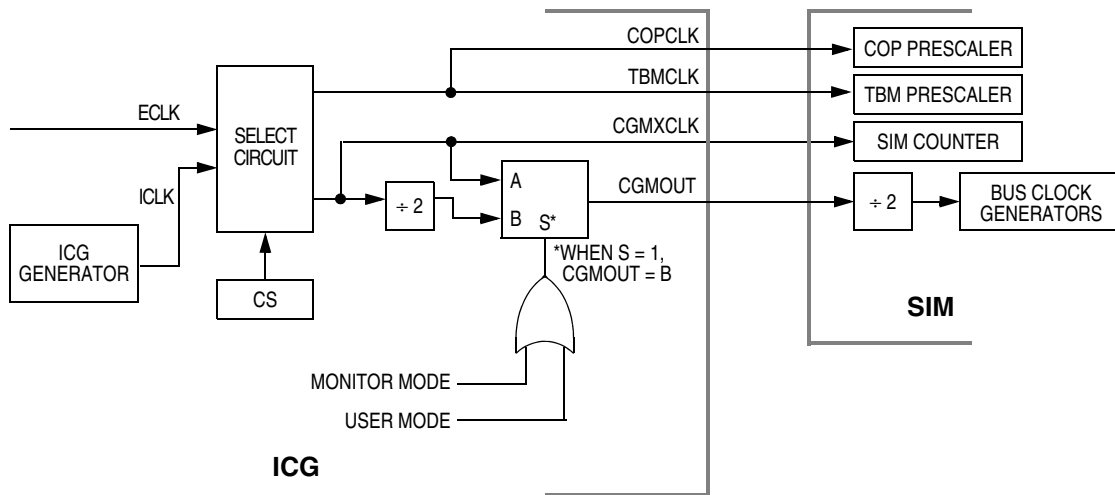 COPCLK
COP PRESCALER
TBMCLK
TBM PRESCALER
ECLK
SELECT
CIRCUIT
CGMXCLK
SIM COUNTER
A
ICLK
÷ 2
CGMOUT
÷ 2
BUS CLOCK
GENERATORS
B S*
ICG
GENERATOR
*WHEN S = 1,
CGMOUT = B
CS
SIM
MONITOR MODE
USER MODE
ICG